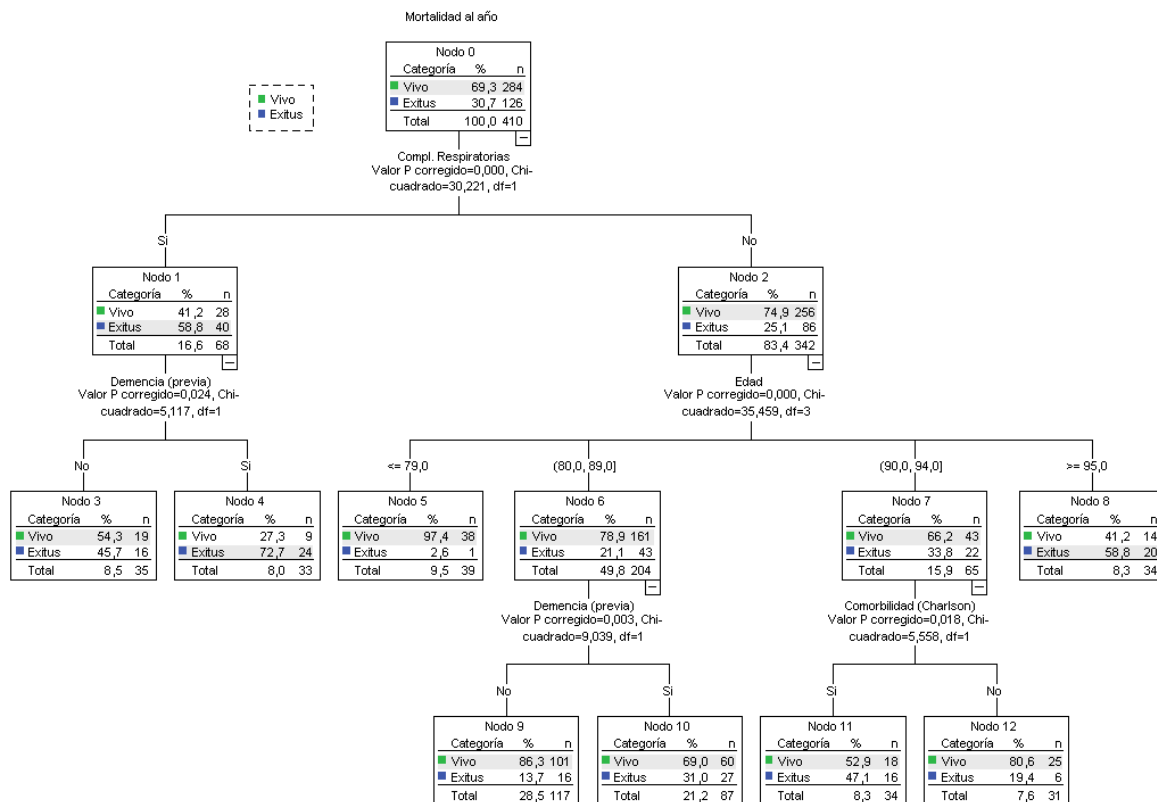 Mortalidad al año
Nodo 0
Categoría % n
Vivo 69,3 284
Exitus 30,7 126
Total 100,0 410
Vivo
Exitus
Compl. Respiratorias
Valor P corregido=0,000, Chi-
cuadrado=30,221, df=1
Si
No
Nodo 1
Categoría % n
Vivo 41,2 28
Exitus 58,8 40
Total 16,6 68
Nodo 2
Categoría % n
Vivo 74,9 256
Exitus 25,1 86
Total 83,4 342
Demencia (previa)
Valor P corregido=0,024, Chi-
cuadrado=5,117, df=1
Edad
Valor P corregido=0,000, Chi-
cuadrado=35,459, df=3
No
Si
<= 79,0
(80,0, 89,0]
(90,0, 94,0]
>= 95,0
Nodo 3
Categoría % n
Vivo 54,3 19
Exitus 45,7 16
Total 8,5 35
Nodo 4
Categoría % n
Vivo 27,3 9
Exitus 72,7 24
Total 8,0 33
Nodo 5
Categoría % n
Vivo 97,4 38
Exitus 2,6 1
Total 9,5 39
Nodo 6
Categoría % n
Vivo 78,9 161
Exitus 21,1 43
Total 49,8 204
Nodo 7
Categoría % n
Vivo 66,2 43
Exitus 33,8 22
Total 15,9 65
Nodo 8
Categoría % n
Vivo 41,2 14
Exitus 58,8 20
Total 8,3 34
Demencia (previa)
Valor P corregido=0,003, Chi-
cuadrado=9,039, df=1
Comorbilidad (Charlson)
Valor P corregido=0,018, Chi-
cuadrado=5,558, df=1
No
Si
Si
No
Nodo 9
Categoría % n
Vivo 86,3 101
Exitus 13,7 16
Total 28,5 117
Nodo 10
Categoría % n
Vivo 69,0 60
Exitus 31,0 27
Total 21,2 87
Nodo 11
Categoría % n
Vivo 52,9 18
Exitus 47,1 16
Total 8,3 34
Nodo 12
Categoría % n
Vivo 80,6 25
Exitus 19,4 6
Total 7,6 31